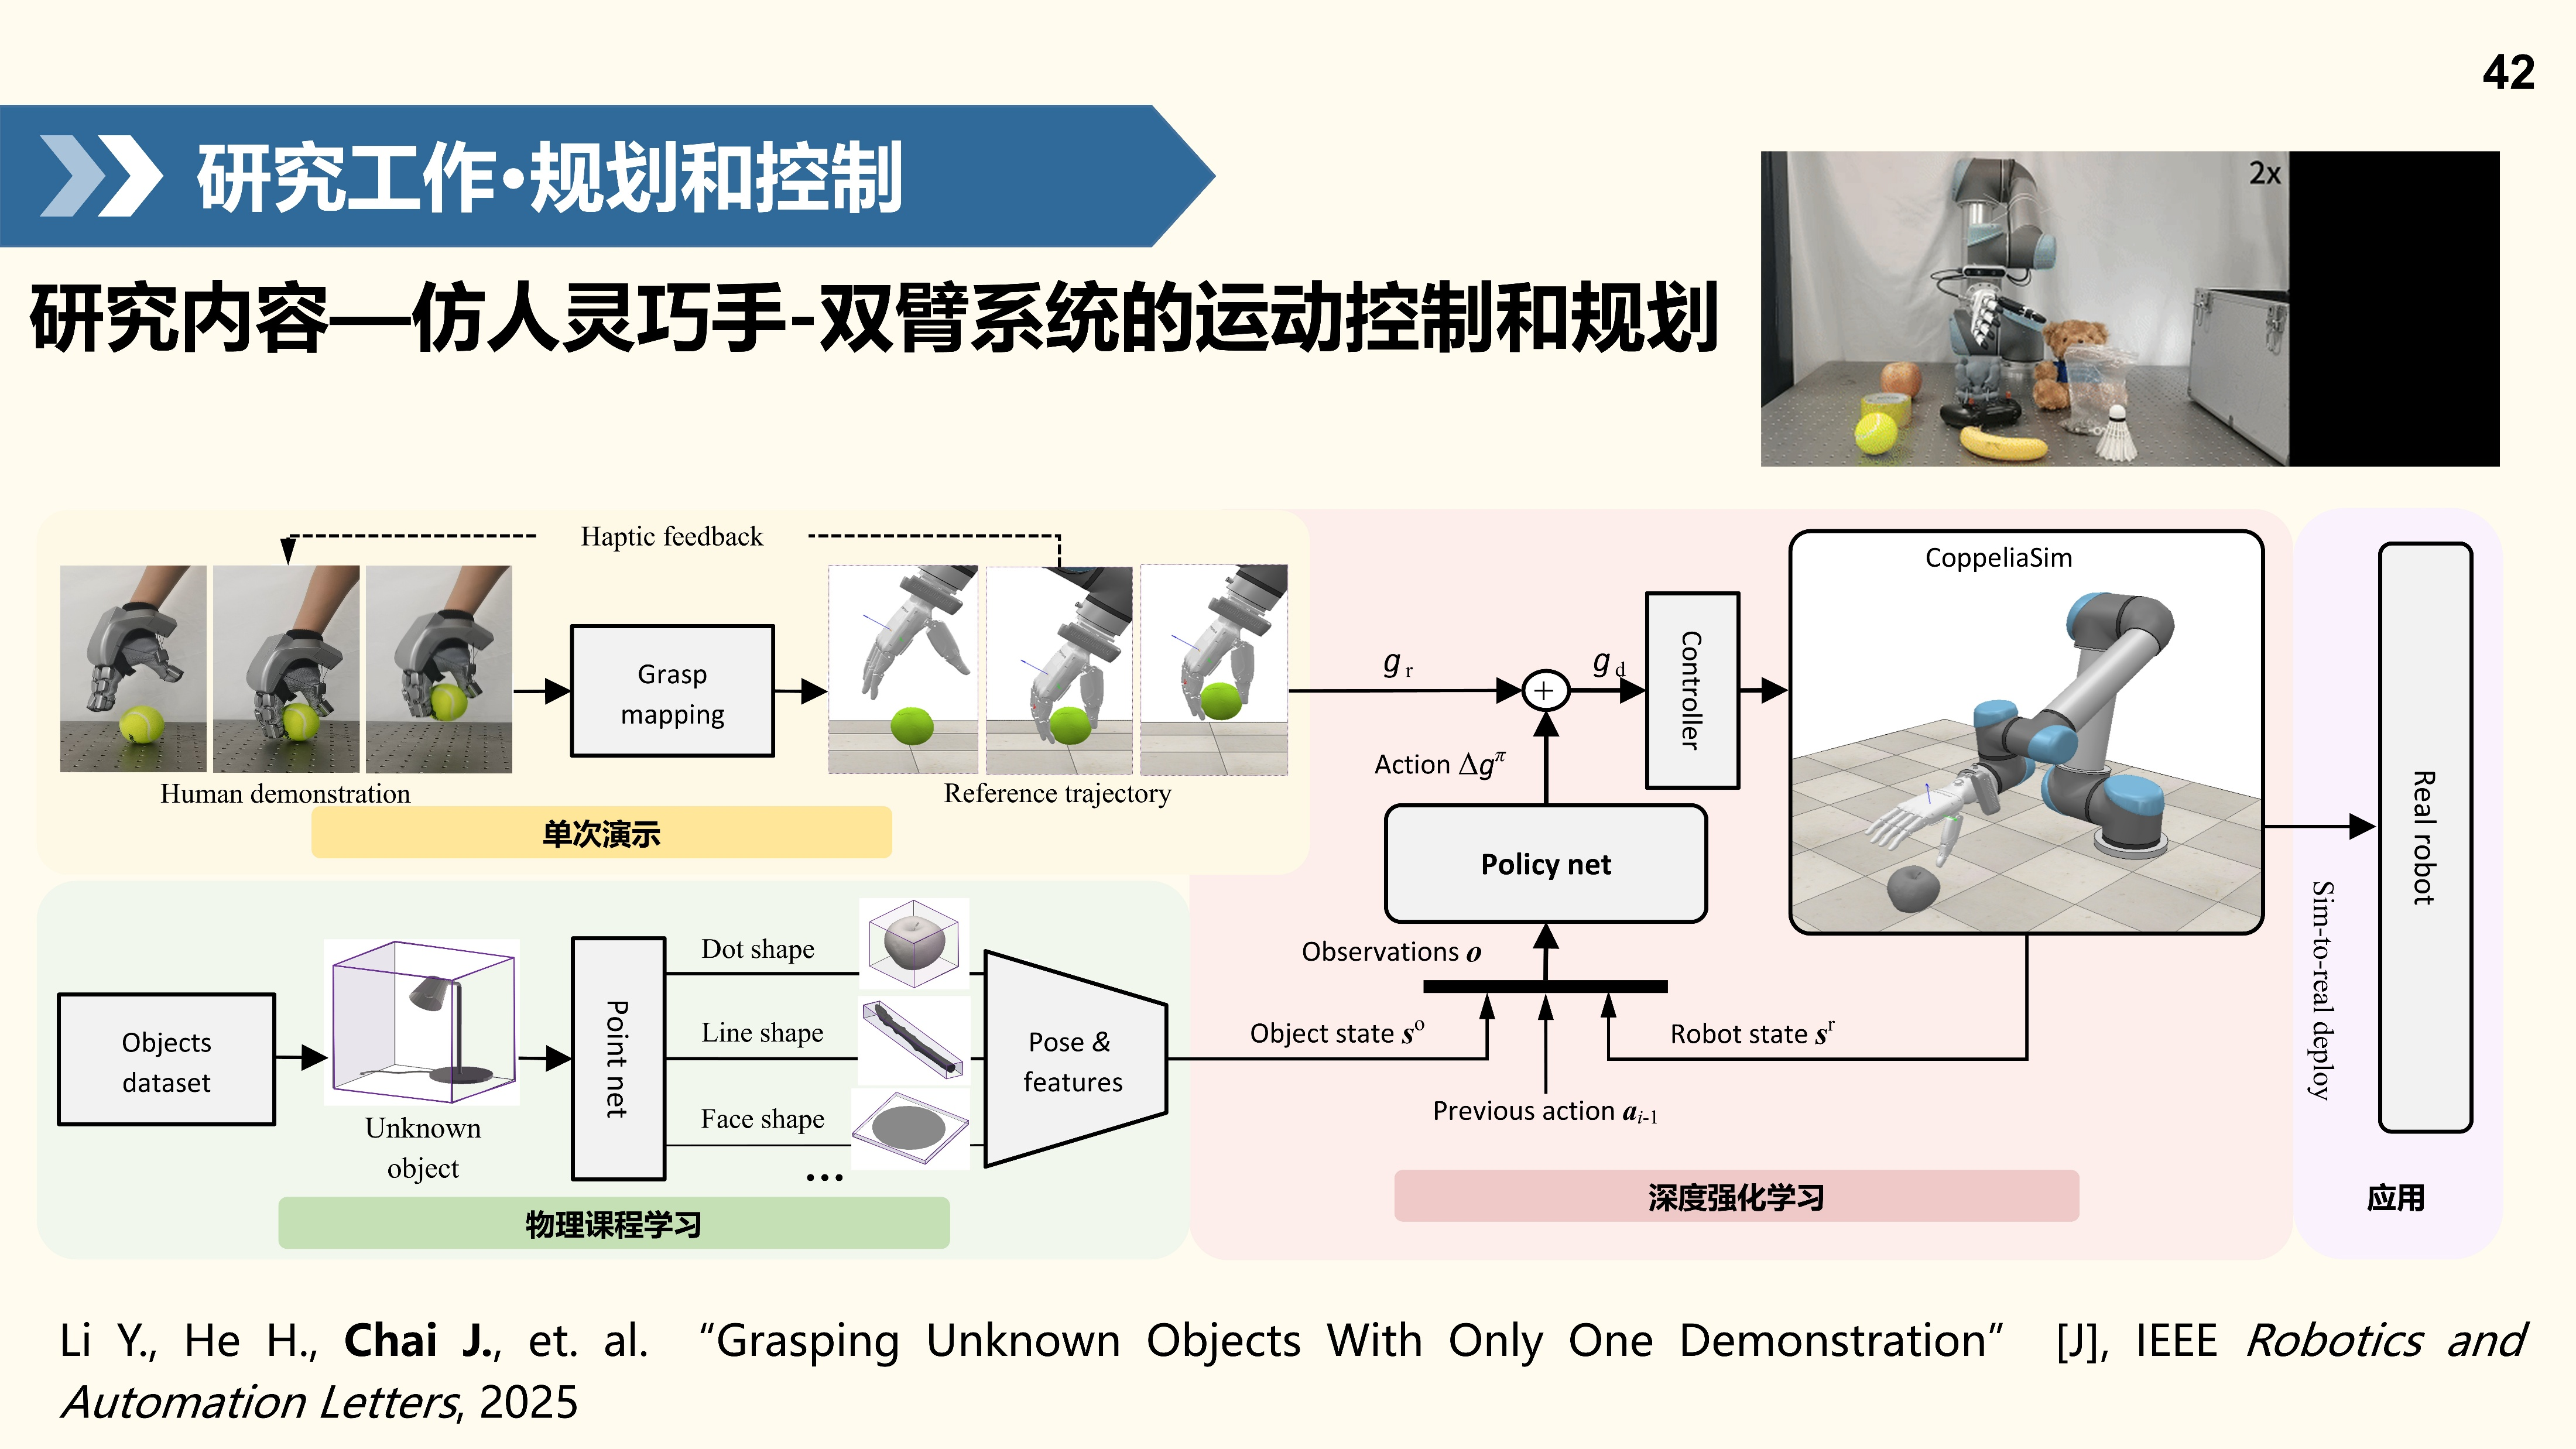 42
研究工作•规划和控制
2x
研究内容—仿人灵巧手-双臂系统的运动控制和规划
Haptic feedback
Grasp
mapping
Human demonstration
Reference trajectory
单次演示
Objects
dataset
Unknown
object
Point net
Dot shape
Line shape
Face shape
...
Pose &
features
物理课程学习
g r
g d
Controller
CoppeliaSim
Action Δgπ
Policy net
Observations o
Object state so
Robot state sr
Previous action ai-1
深度强化学习
Sim-to-real deploy
Real robot
应用
Li Y., He H., Chai J., et. al. “Grasping Unknown Objects With Only One Demonstration” [J], IEEE Robotics and
Automation Letters, 2025